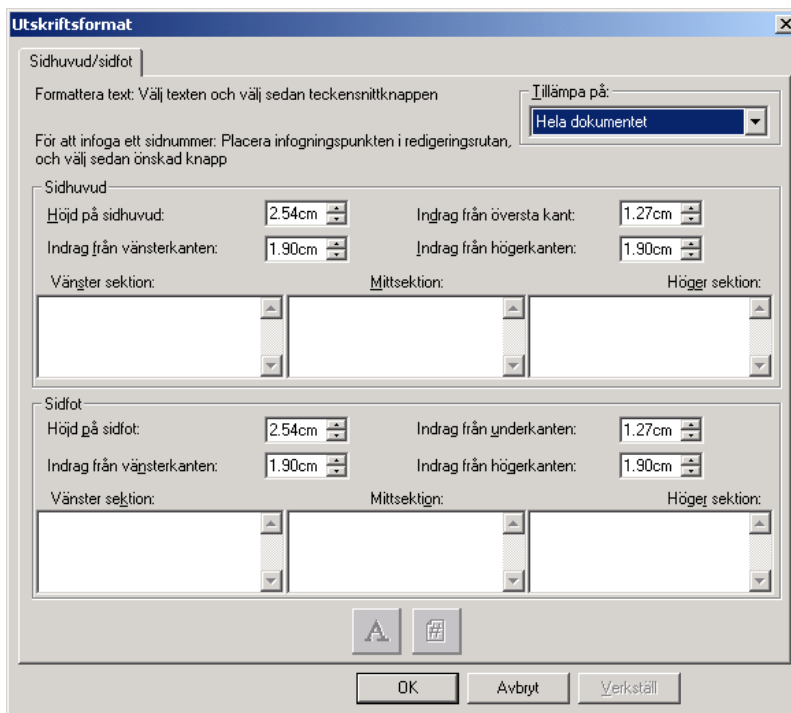 Utskriftsformat
Sidhuvud/sidfot
Formattera text: Välj texten och välj sedan teckensnittknappen
Tillämpa på:
Hela dokumentet
För att infoga ett sidnummer: Placera infogningspunkten i redigeringsrutan,
och välj sedan önskad knapp
Sidhuvud
Höjd på sidhuvud: 2.54cm Indrag från översta kant: 1.27cm
Indrag från vänsterkanten: 1.90cm Indrag från högerkanten: 1.90cm
Vänster sektion: Mittsektion: Höger sektion:
Sidfot
Höjd på sidfot: 2.54cm Indrag från underkanten: 1.27cm
Indrag från vänsterkanten: 1.90cm Indrag från högerkanten: 1.90cm
Vänster sektion: Mittsektion: Höger sektion:
A #
OK Avbryt Verkställ